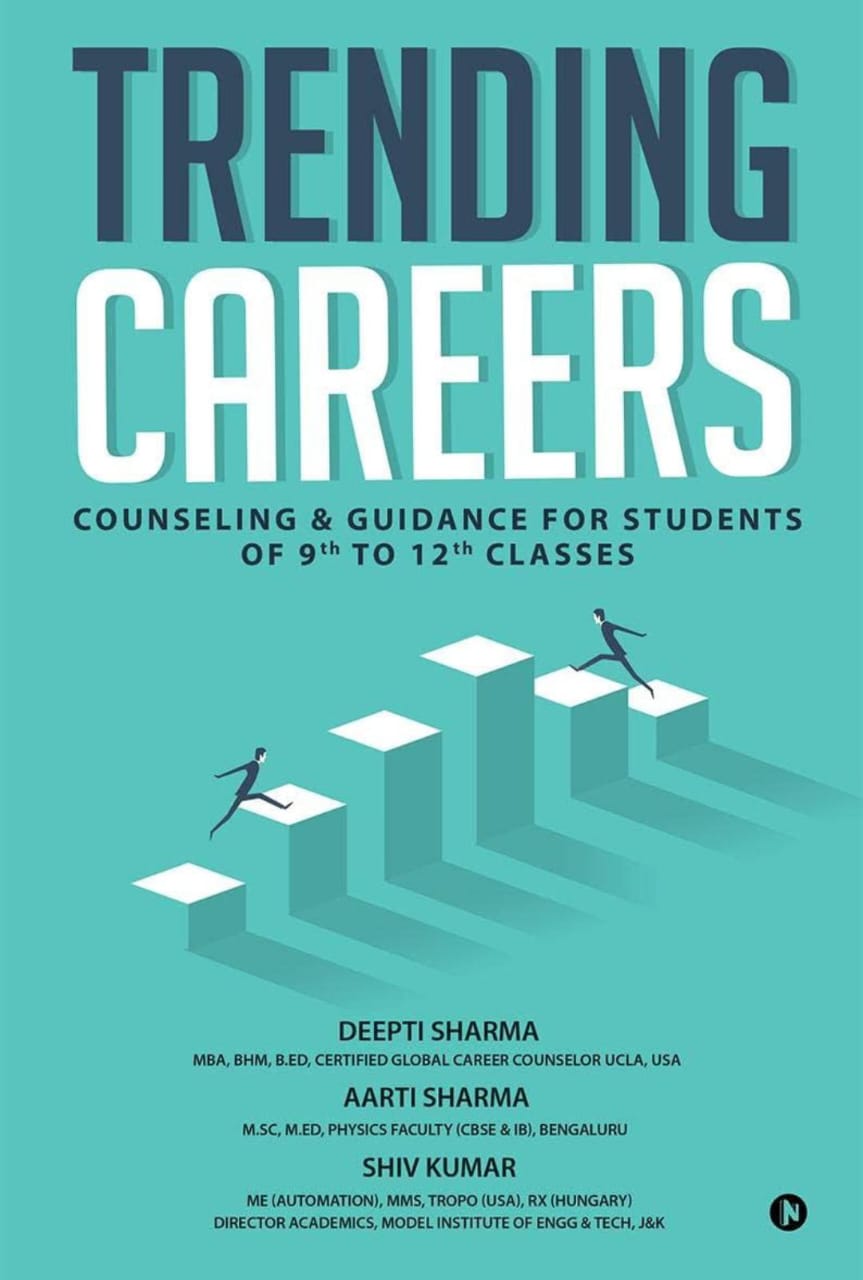 TRENDING
CAREERS
COUNSELING & GUIDANCE FOR STUDENTS
OF 9th TO 12th CLASSES
DEEPTI SHARMA
MBA, BHM, B.ED, CERTIFIED GLOBAL CAREER COUNSELOR UCLA, USA
AARTI SHARMA
M.SC, M.ED, PHYSICS FACULTY (CBSE & IB), BENGALURU
SHIV KUMAR
ME (AUTOMATION), MMS, TROPO (USA), RX (HUNGARY)
DIRECTOR ACADEMICS, MODEL INSTITUTE OF ENGG & TECH, J&K
N